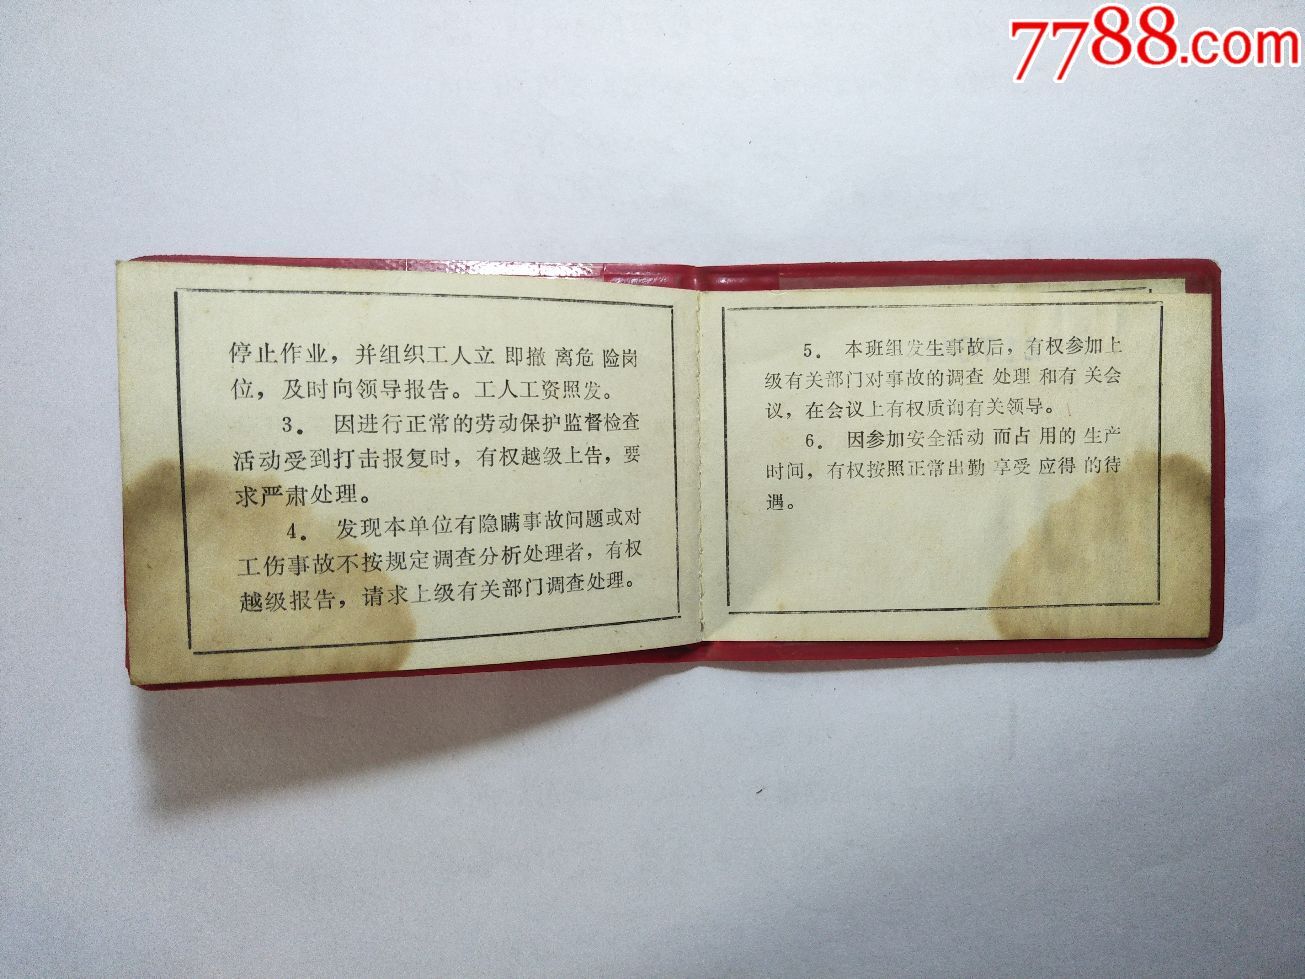 7788.com
停止作业，并组织工人立即撤离危险岗
位，及时向领导报告。工人工资照发。
3．因进行正常的劳动保护监督检查
活动受到打击报复时，有权越级上告，要
求严肃处理。
4．发现本单位有隐瞒事故问题或对
工伤事故不按规定调查分析处理者，有权
越级报告，请求上级有关部门调查处理。
5．本班组发生事故后，有权参加上
级有关部门对事故的调查处理和有关会
议，在会议上有权质询有关领导。
6．因参加安全活动而占用的生产
时间，有权按照正常出勤享受应得的待
遇。